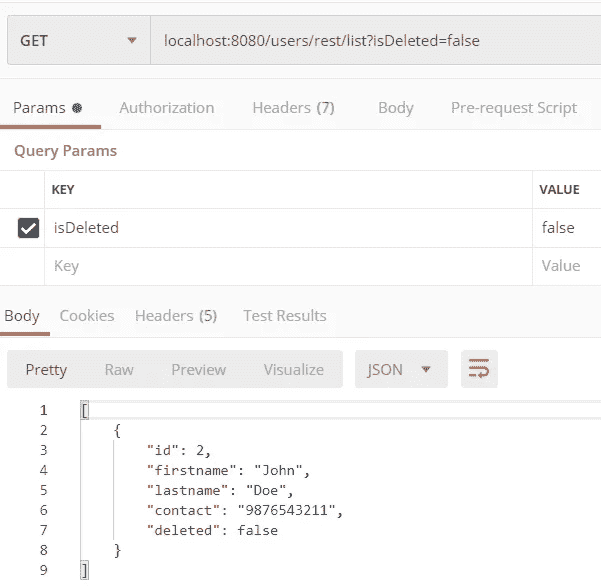 GET localhost:8080/users/rest/list?isDeleted=false
Params Authorization Headers (7) Body Pre-request Script
Query Params
KEY VALUE
isDeleted false
Key Value
Body Cookies Headers (5) Test Results
Pretty Raw Preview Visualize JSON
1 [
2 {
3 "id": 2,
4 "firstname": "John",
5 "lastname": "Doe",
6 "contact": "9876543211",
7 "deleted": false
8 }
9 ]